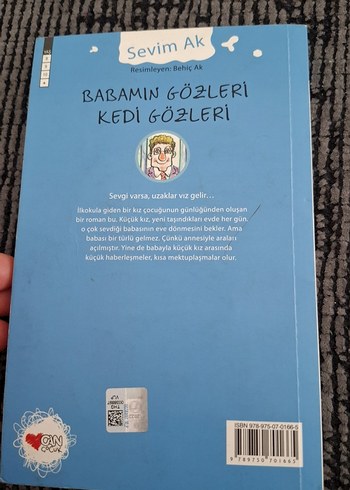 Sevim Ak
Resimleyen: Behiç Ak
BABAMIN GÖZLERİ
KEDİ GÖZLERİ
Sevgi varsa, uzaklar vız gelir...
İlkokula giden bir kız çocuğunun günlüğünden oluşan
bir roman bu. Küçük kız, yeni taşındıkları evde her gün,
o çok sevdiği babasının eve dönmesini bekler. Ama
babası bir türlü gelmez. Çünkü annesiyle araları
açılmıştır. Yine de babayla küçük kız arasında
küçük haberleşmeler, kısa mektuplaşmalar olur.
CAN
ÇOCUK
ISBN 978-975-07-0166-5
9789750701665